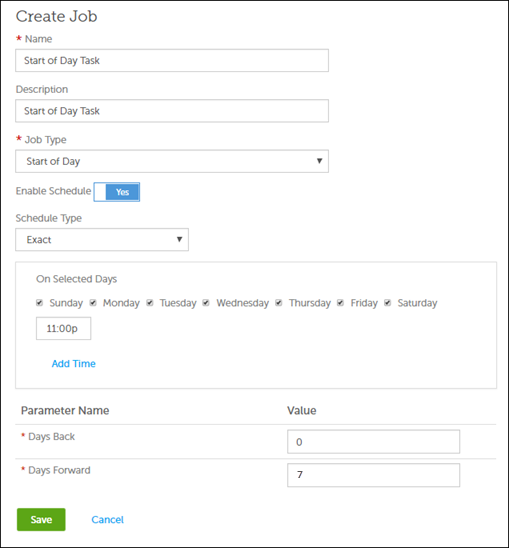 Create Job
* Name
Start of Day Task
Description
Start of Day Task
* Job Type
Start of Day
Enable Schedule Yes
Schedule Type
Exact
On Selected Days
Sunday Monday Tuesday Wednesday Thursday Friday Saturday
11:00p
Add Time
Parameter Name Value
* Days Back 0
* Days Forward 7
Save Cancel